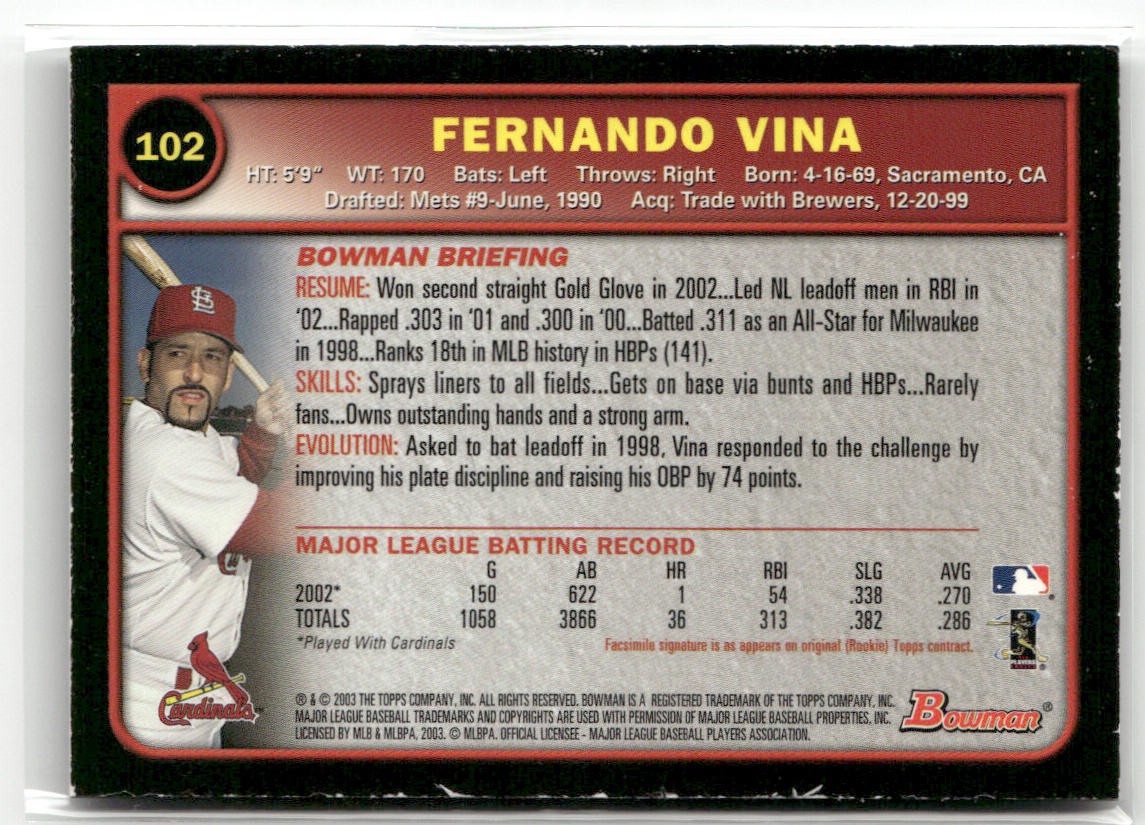 102
FERNANDO VINA
HT: 5'9" WT: 170 Bats: Left Throws: Right Born: 4-16-69, Sacramento, CA
Drafted: Mets #9-June, 1990 Acq: Trade with Brewers, 12-20-99
BOWMAN BRIEFING
RESUME: Won second straight Gold Glove in 2002...Led NL leadoff men in RBI in
'02...Rapped .303 in '01 and .300 in '00...Batted .311 as an All-Star for Milwaukee
in 1998...Ranks 18th in MLB history in HBPs (141).
SKILLS: Sprays liners to all fields...Gets on base via bunts and HBPs...Rarely
fans...Owns outstanding hands and a strong arm.
EVOLUTION: Asked to bat leadoff in 1998, Vina responded to the challenge by
improving his plate discipline and raising his OBP by 74 points.
MAJOR LEAGUE BATTING RECORD
G AB HR RBI SLG AVG
2002* 150 622 1 54 .338 .270
TOTALS 1058 3866 36 313 .382 .286
*Played With Cardinals Facsimile signature is as appears on original (Rookie) Topps contract.
PLAYERS CHOICE
StL
Cardinals™
® & © 2003 THE TOPPS COMPANY, INC. ALL RIGHTS RESERVED. BOWMAN IS A REGISTERED TRADEMARK OF THE TOPPS COMPANY, INC.
MAJOR LEAGUE BASEBALL TRADEMARKS AND COPYRIGHTS ARE USED WITH PERMISSION OF MAJOR LEAGUE BASEBALL PROPERTIES, INC.
LICENSED BY MLB & MLBPA, 2003. © MLBPA. OFFICIAL LICENSEE - MAJOR LEAGUE BASEBALL PLAYERS ASSOCIATION.
Bowman®